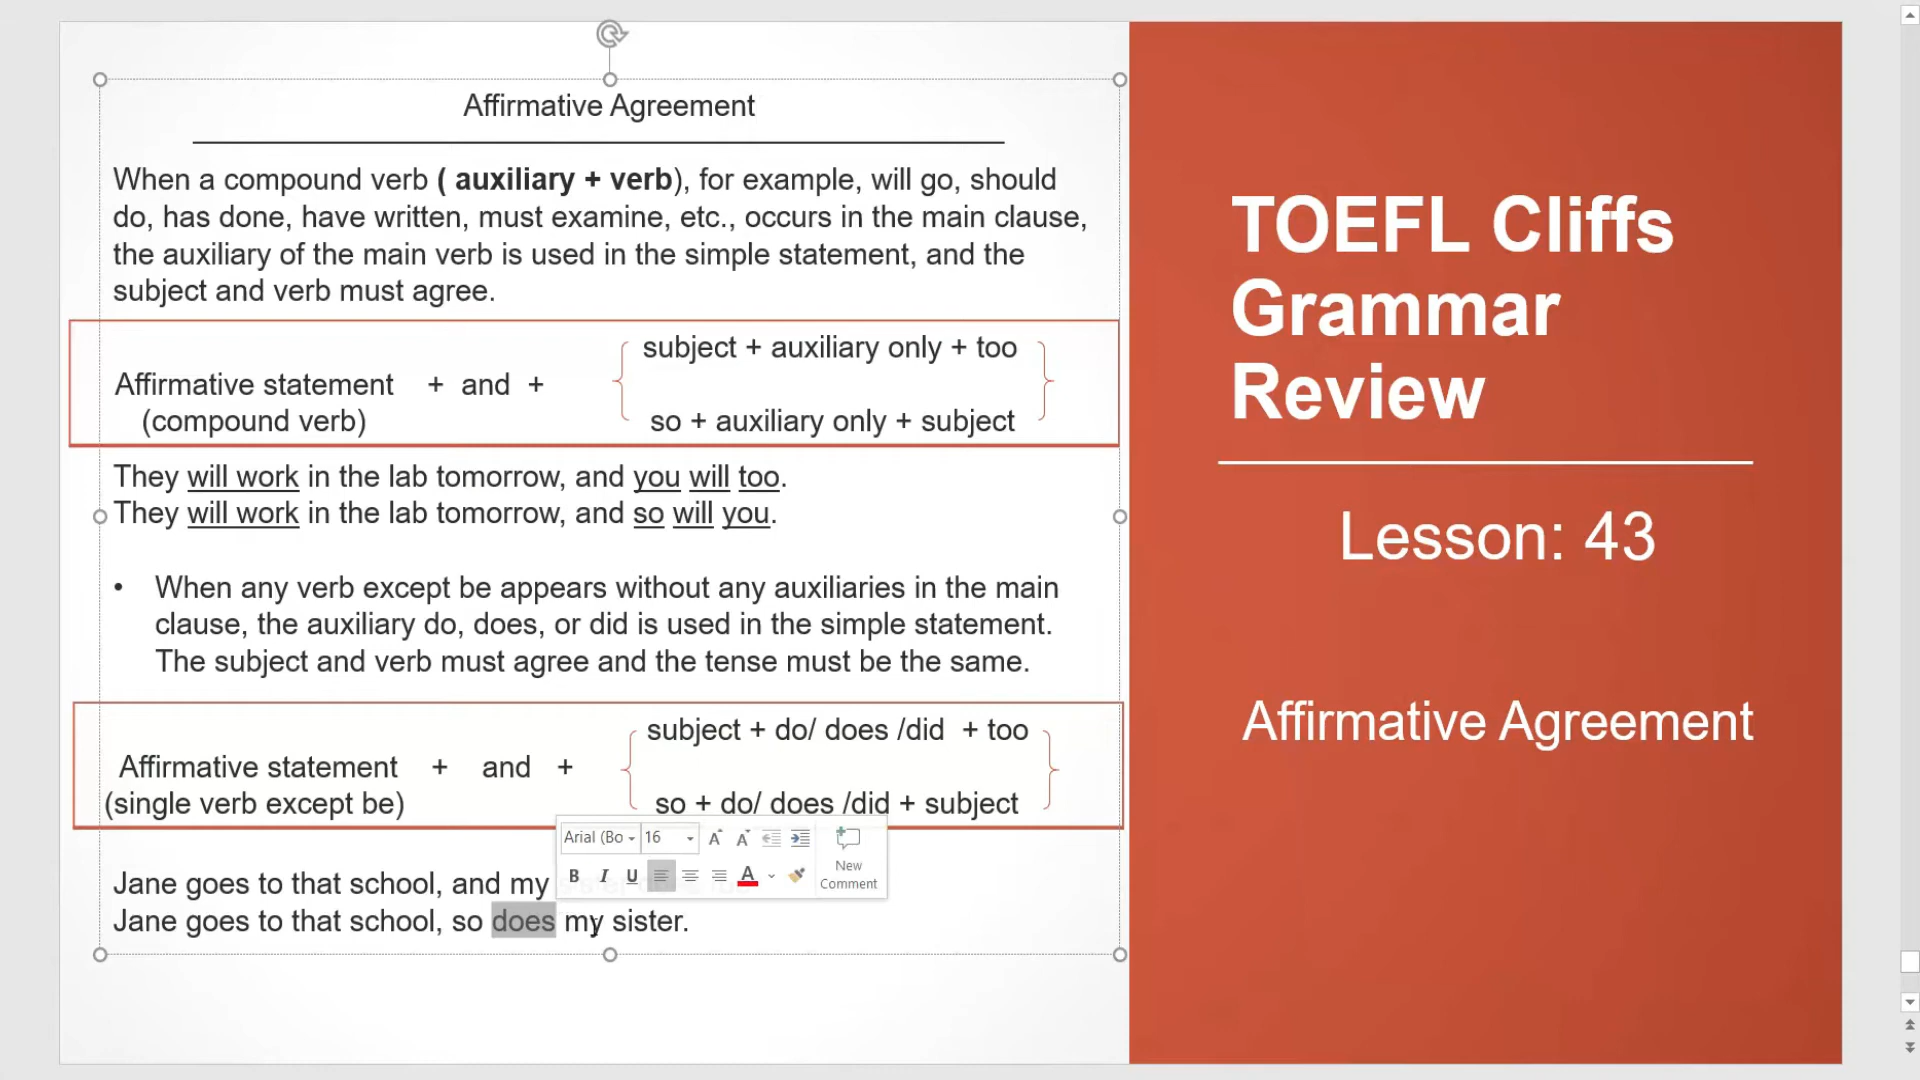 Affirmative Agreement
When a compound verb ( auxiliary + verb), for example, will go, should
do, has done, have written, must examine, etc., occurs in the main clause,
the auxiliary of the main verb is used in the simple statement, and the
subject and verb must agree.
subject + auxiliary only + too
Affirmative statement + and +
(compound verb)
so + auxiliary only + subject
They will work in the lab tomorrow, and you will too.
They will work in the lab tomorrow, and so will you.
• When any verb except be appears without any auxiliaries in the main
clause, the auxiliary do, does, or did is used in the simple statement.
The subject and verb must agree and the tense must be the same.
subject + do/ does /did + too
Affirmative statement + and +
(single verb except be)
so + do/ does /did + subject
Arial (Bo 16
New
Comment
B I U A
Jane goes to that school, and my
Jane goes to that school, so does my sister.
TOEFL Cliffs
Grammar
Review
Lesson: 43
Affirmative Agreement